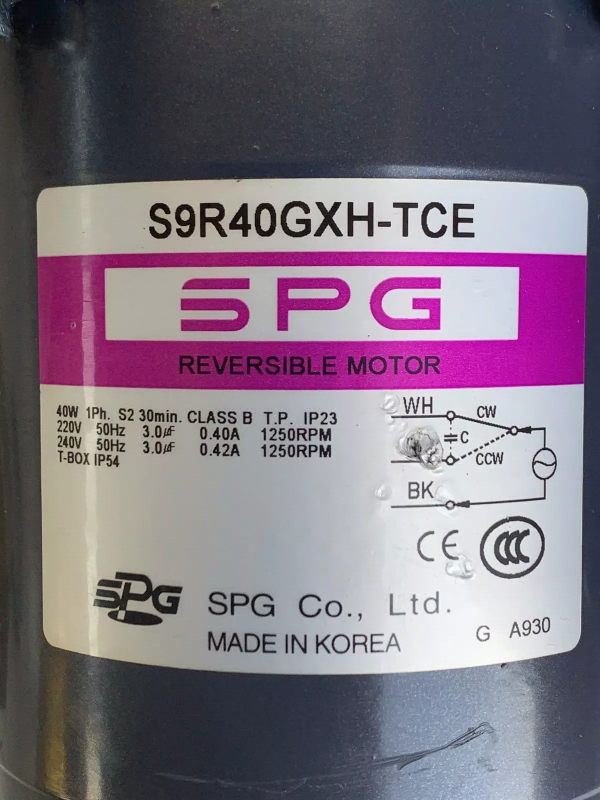 S9R40GXH-TCE
SPG
REVERSIBLE MOTOR
40W 1Ph. S2 30min. CLASS B T.P. IP23
220V 50Hz 3.0㎌ 0.40A 1250RPM
240V 50Hz 3.0㎌ 0.42A 1250RPM
T-BOX IP54
WH
CW
C
CCW
BK
CE
CCC
SPG
SPG Co., Ltd.
MADE IN KOREA
G A930